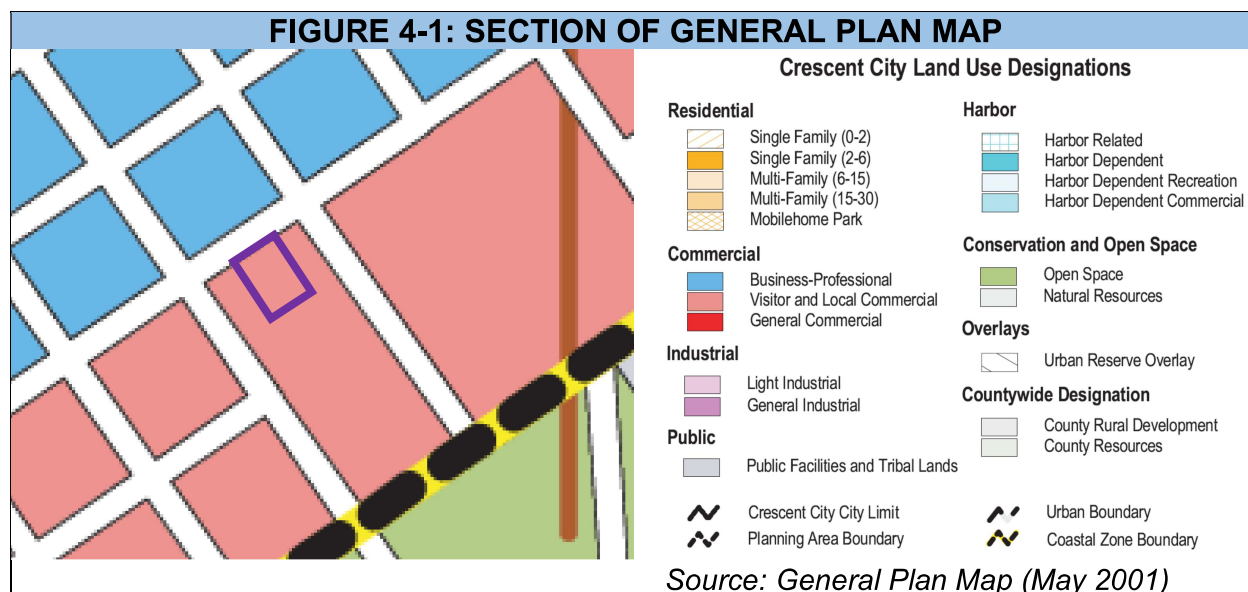 FIGURE 4-1: SECTION OF GENERAL PLAN MAP
Crescent City Land Use Designations
Residential
Single Family (0-2)
Single Family (2-6)
Multi-Family (6-15)
Multi-Family (15-30)
Mobilehome Park
Commercial
Business-Professional
Visitor and Local Commercial
General Commercial
Industrial
Light Industrial
General Industrial
Public
Public Facilities and Tribal Lands
Crescent City City Limit
Planning Area Boundary
Harbor
Harbor Related
Harbor Dependent
Harbor Dependent Recreation
Harbor Dependent Commercial
Conservation and Open Space
Open Space
Natural Resources
Overlays
Urban Reserve Overlay
Countywide Designation
County Rural Development
County Resources
Urban Boundary
Coastal Zone Boundary
Source: General Plan Map (May 2001)